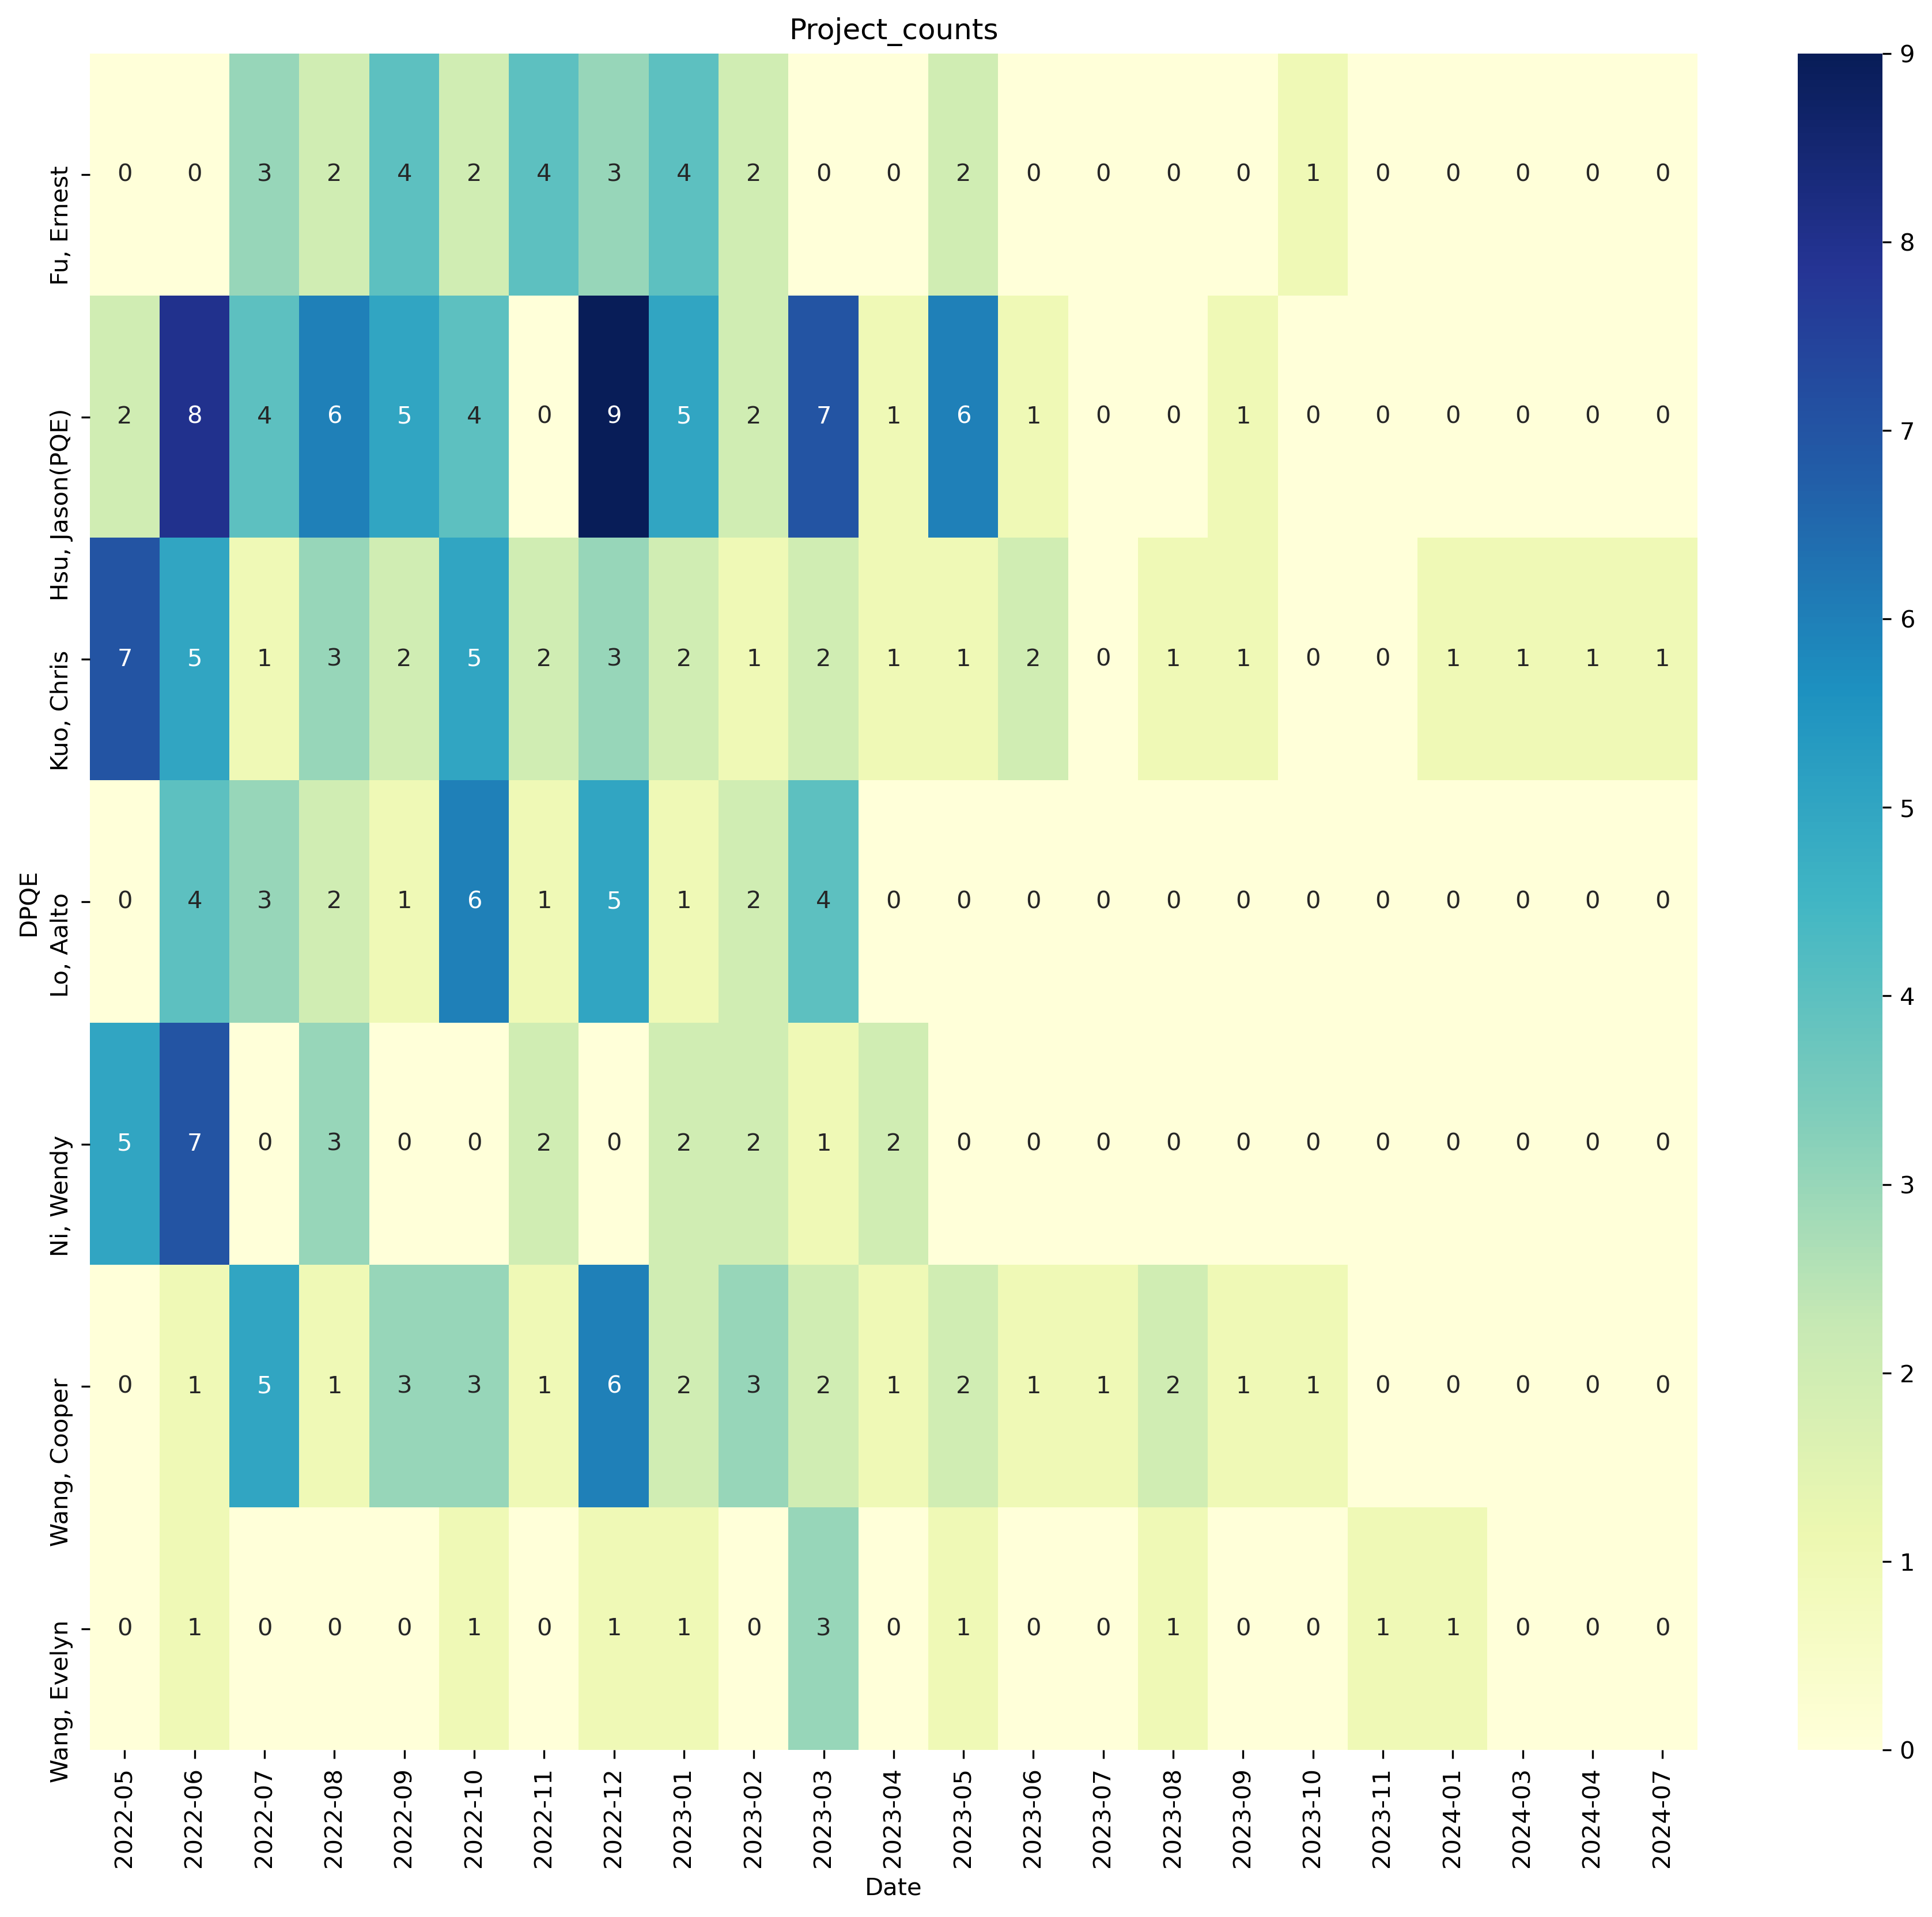 Project_counts
Fu, Ernest
0 0 3 2 4 2 4 3 4 2 0 0 2 0 0 0 0 1 0 0 0 0 0
Hsu, Jason(PQE)
2 8 4 6 5 4 0 9 5 2 7 1 6 1 0 0 1 0 0 0 0 0 0
Kuo, Chris
7 5 1 3 2 5 2 3 2 1 2 1 1 2 0 1 1 0 0 1 1 1 1
DPQE
Lo, Aalto
0 4 3 2 1 6 1 5 1 2 4 0 0 0 0 0 0 0 0 0 0 0 0
Ni, Wendy
5 7 0 3 0 0 2 0 2 2 1 2 0 0 0 0 0 0 0 0 0 0 0
Wang, Cooper
0 1 5 1 3 3 1 6 2 3 2 1 2 1 1 2 1 1 0 0 0 0 0
Wang, Evelyn
0 1 0 0 0 1 0 1 1 0 3 0 1 0 0 1 0 0 1 1 0 0 0
2022-05 2022-06 2022-07 2022-08 2022-09 2022-10 2022-11 2022-12 2023-01 2023-02 2023-03 2023-04 2023-05 2023-06 2023-07 2023-08 2023-09 2023-10 2023-11 2024-01 2024-03 2024-04 2024-07
Date
9
8
7
6
5
4
3
2
1
0